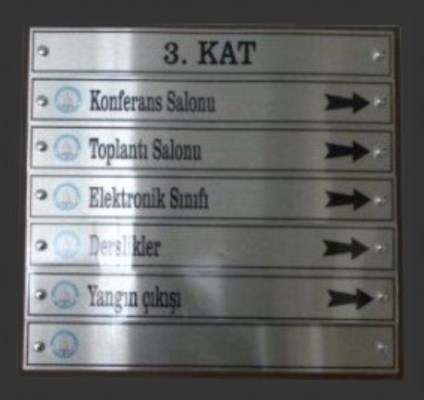 3. KAT
Konferans Salonu
Toplantı Salonu
Elektronik Sınıfı
Derslikler
Yangın çıkışı